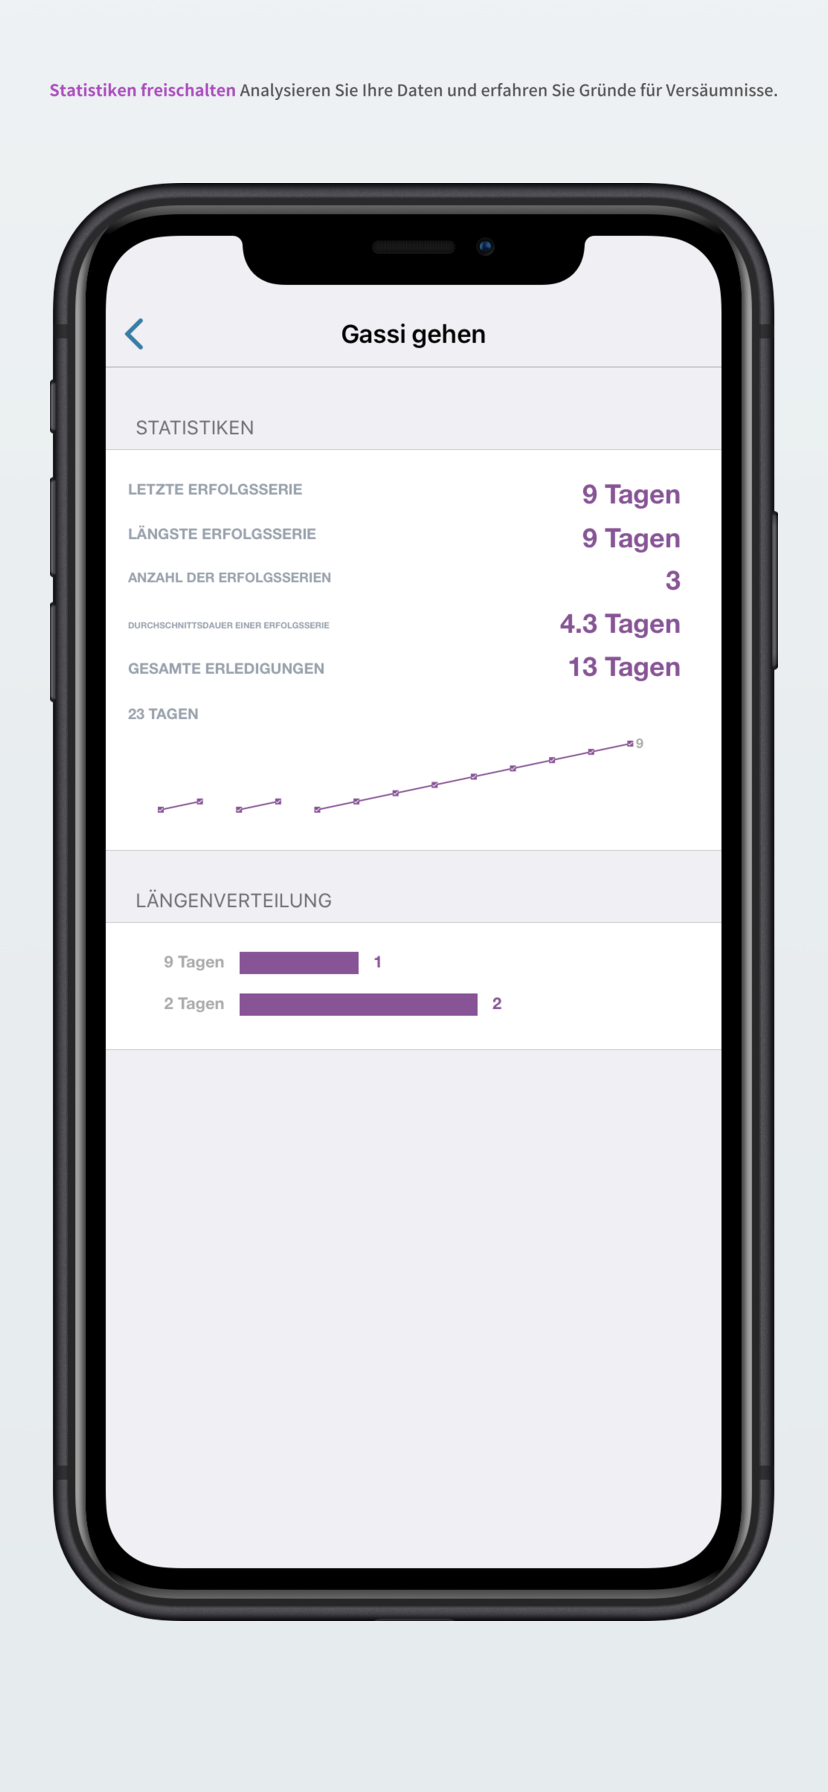 Statistiken freischalten Analysieren Sie Ihre Daten und erfahren Sie Gründe für Versäumnisse.
Gassi gehen
STATISTIKEN
LETZTE ERFOLGSSERIE 9 Tagen
LÄNGSTE ERFOLGSSERIE 9 Tagen
ANZAHL DER ERFOLGSSERIEN 3
DURCHSCHNITTSDAUER EINER ERFOLGSSERIE 4.3 Tagen
GESAMTE ERLEDIGUNGEN 13 Tagen
23 TAGEN
9
LÄNGENVERTEILUNG
9 Tagen 1
2 Tagen 2